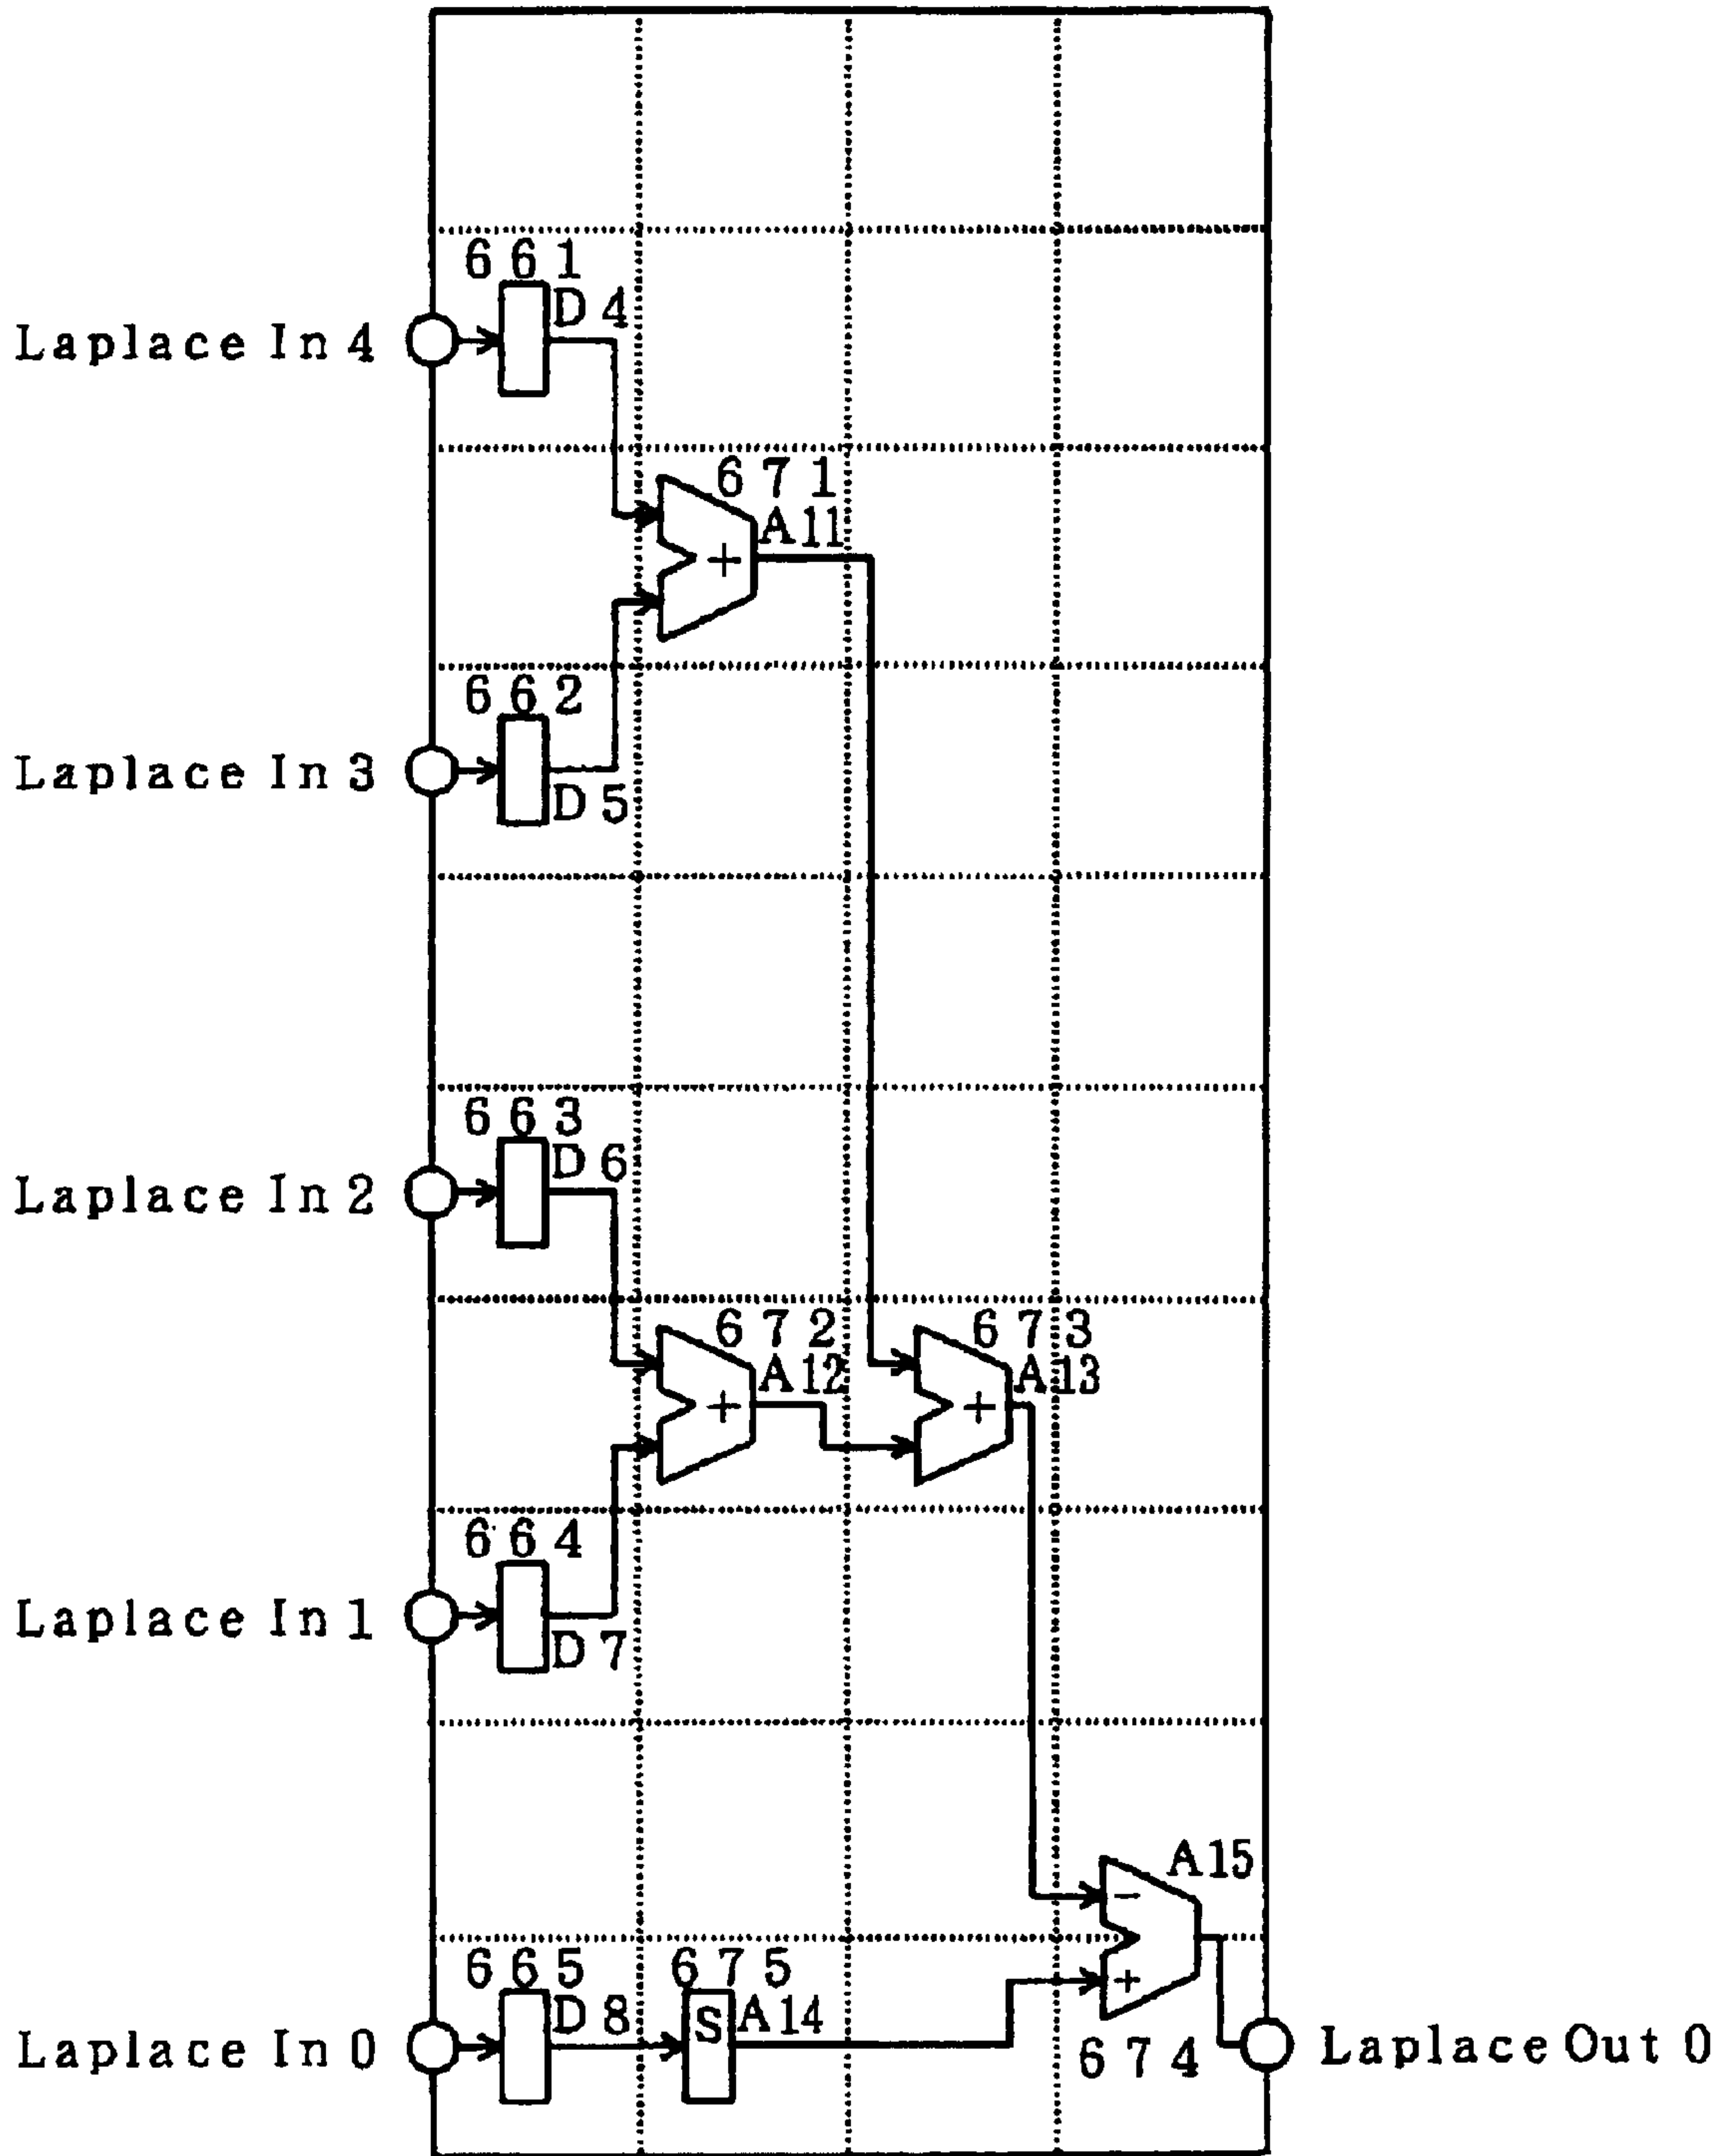 661
D4
Laplace In 4
671
A11
+
662
Laplace In 3
D5
663
D6
Laplace In 2
672
A12
+
673
A13
+
664
Laplace In 1
D7
A15
−
+
674
665
D8
675
S
A14
Laplace In 0
Laplace Out 0